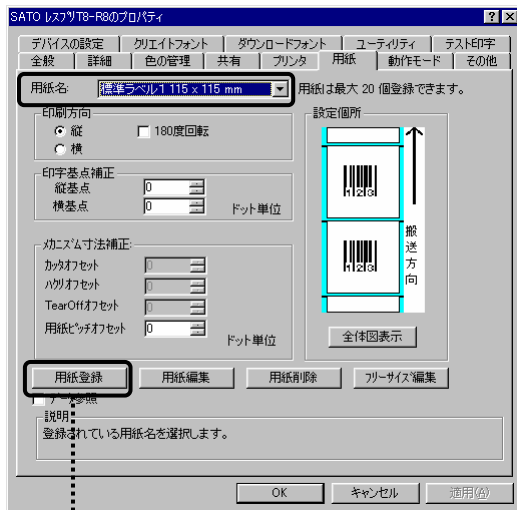 SATO ﾚｽﾌﾟﾘT8-R8のプロパティ
デバイスの設定 クリエイトフォント ダウンロードフォント ユーティリティ テスト印字
全般 詳細 色の管理 共有 プリンタ 用紙 動作モード その他
用紙名: 標準ラベル1 115 x 115 mm 用紙は最大 20 個登録できます。
印刷方向 設定個所
縦 180度回転
横
印字基点補正
縦基点 0
横基点 0 ドット単位
123
ﾒｶﾆｽﾞﾑ寸法補正:
ｶｯﾀｵﾌｾｯﾄ 0
ﾊｸﾘｵﾌｾｯﾄ 0
TearOffｵﾌｾｯﾄ 0
用紙ﾋﾟｯﾁｵﾌｾｯﾄ 0 ドット単位
123
搬送方向
全体図表示
用紙登録 用紙編集 用紙削除 ﾌﾘｰｻｲｽﾞ編集
データ参照
説明
登録されている用紙名を選択します。
OK キャンセル 適用(A)